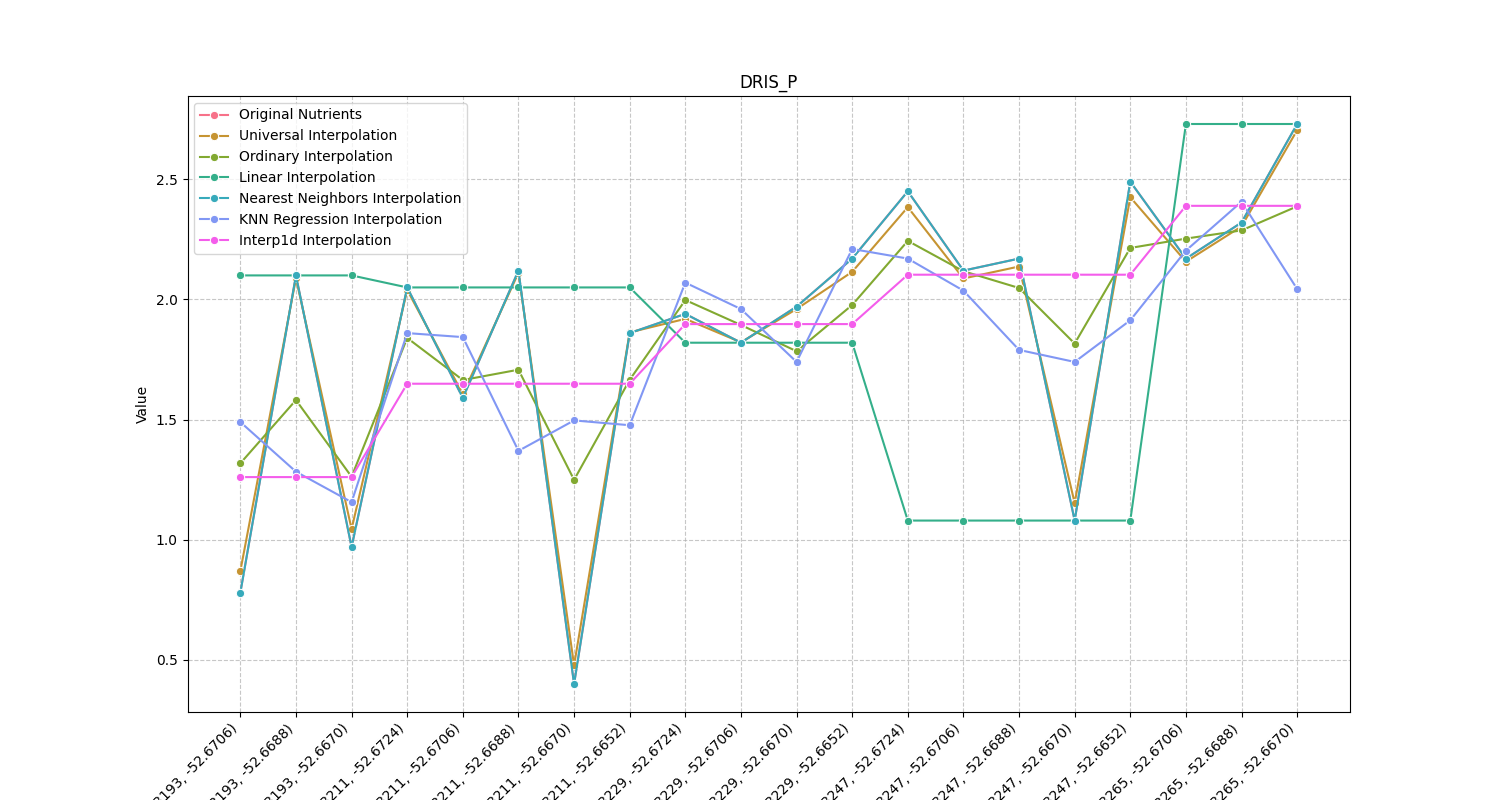 DRIS_P
Original Nutrients
Universal Interpolation
Ordinary Interpolation
Linear Interpolation
Nearest Neighbors Interpolation
KNN Regression Interpolation
Interp1d Interpolation
Value
2.5
2.0
1.5
1.0
0.5
-52.6706)
-52.6688)
-52.6670)
-52.6724)
-52.6706)
-52.6688)
-52.6670)
-52.6652)
-52.6724)
-52.6706)
-52.6670)
-52.6652)
-52.6724)
-52.6706)
-52.6688)
-52.6670)
-52.6652)
-52.6706)
-52.6688)
-52.6670)